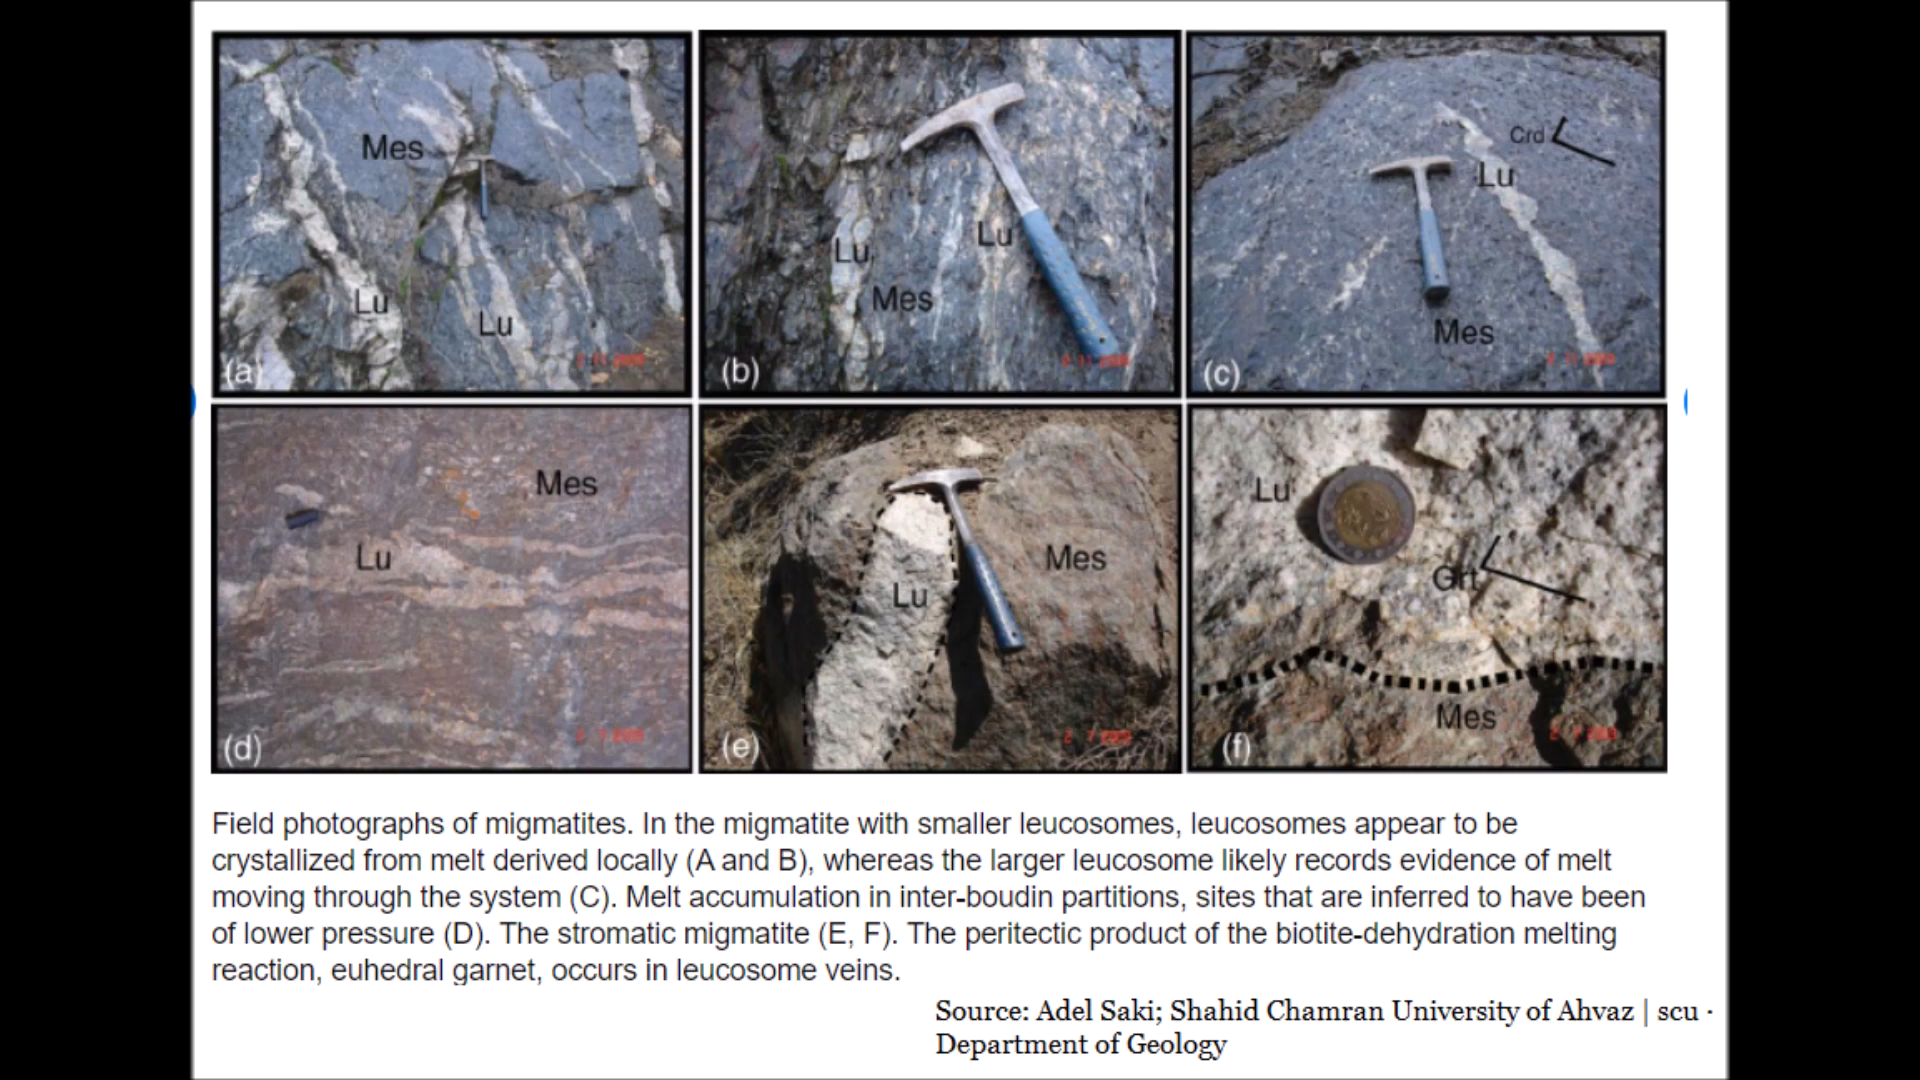 Mes
Lu
Lu
(a)
Lu
Lu
Mes
(b)
Crd
Lu
Mes
(c)
Mes
Lu
(d)
Mes
Lu
(e)
Lu
Grt
Mes
(f)
Field photographs of migmatites. In the migmatite with smaller leucosomes, leucosomes appear to be
crystallized from melt derived locally (A and B), whereas the larger leucosome likely records evidence of melt
moving through the system (C). Melt accumulation in inter-boudin partitions, sites that are inferred to have been
of lower pressure (D). The stromatic migmatite (E, F). The peritectic product of the biotite-dehydration melting
reaction, euhedral garnet, occurs in leucosome veins.
Source: Adel Saki; Shahid Chamran University of Ahvaz | scu ·
Department of Geology